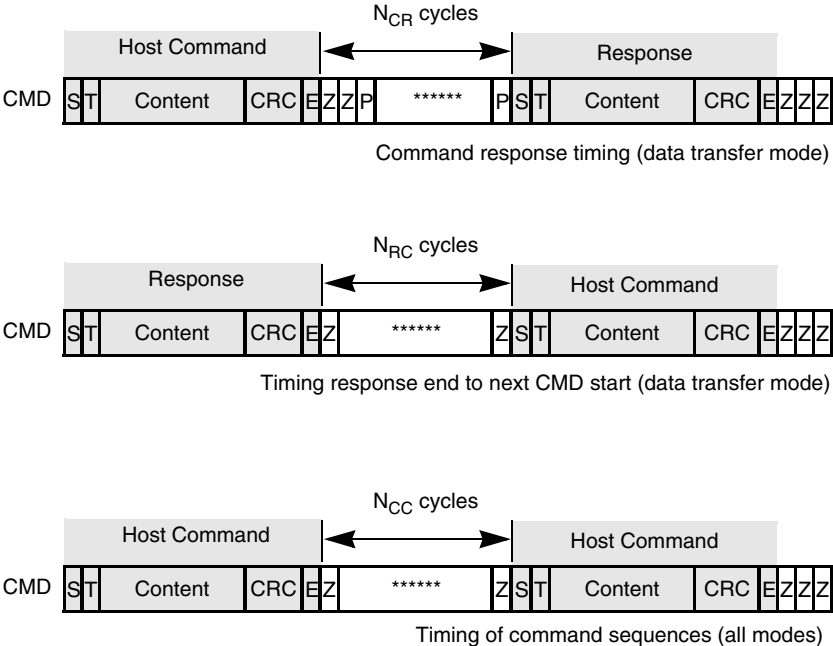 N_CR cycles
Host Command Response
CMD S T Content CRC E Z Z P ****** P S T Content CRC E Z Z Z
Command response timing (data transfer mode)
N_RC cycles
Response Host Command
CMD S T Content CRC E Z ****** Z S T Content CRC E Z Z Z
Timing response end to next CMD start (data transfer mode)
N_CC cycles
Host Command Host Command
CMD S T Content CRC E Z ****** Z S T Content CRC E Z Z Z
Timing of command sequences (all modes)